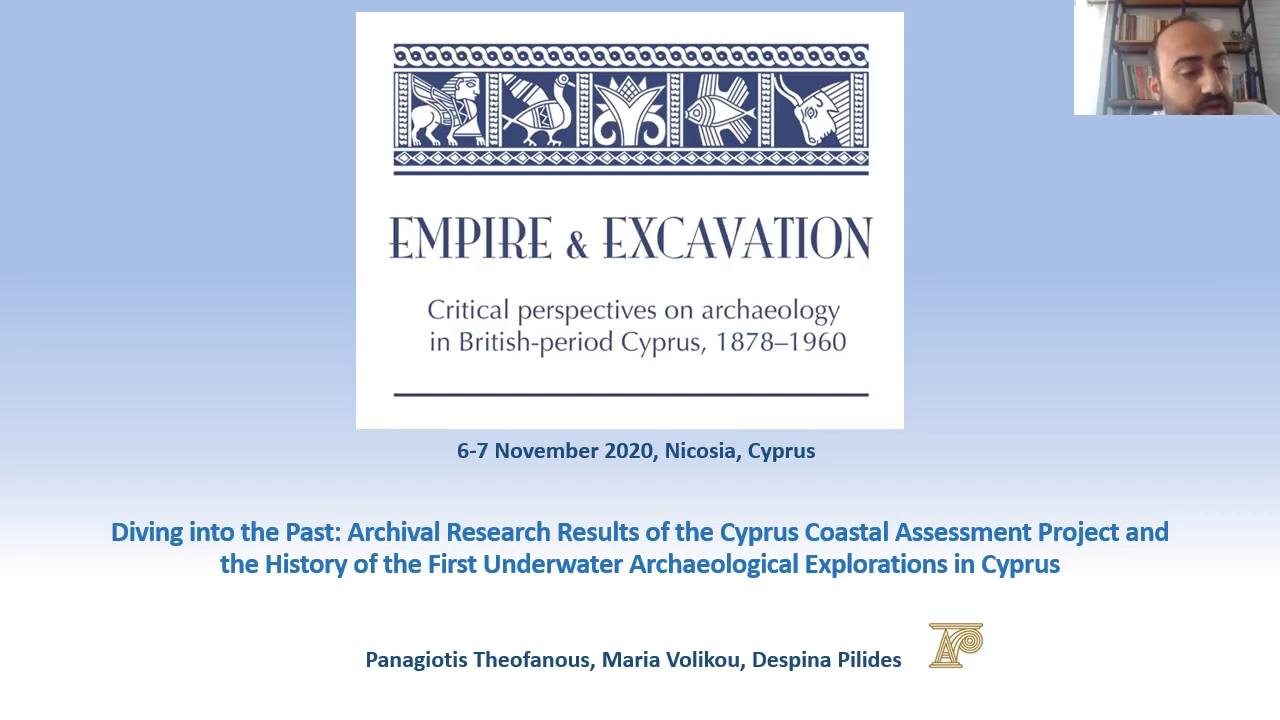 EMPIRE & EXCAVATION
Critical perspectives on archaeology
in British-period Cyprus, 1878–1960
6-7 November 2020, Nicosia, Cyprus
Diving into the Past: Archival Research Results of the Cyprus Coastal Assessment Project and
the History of the First Underwater Archaeological Explorations in Cyprus
Panagiotis Theofanous, Maria Volikou, Despina Pilides